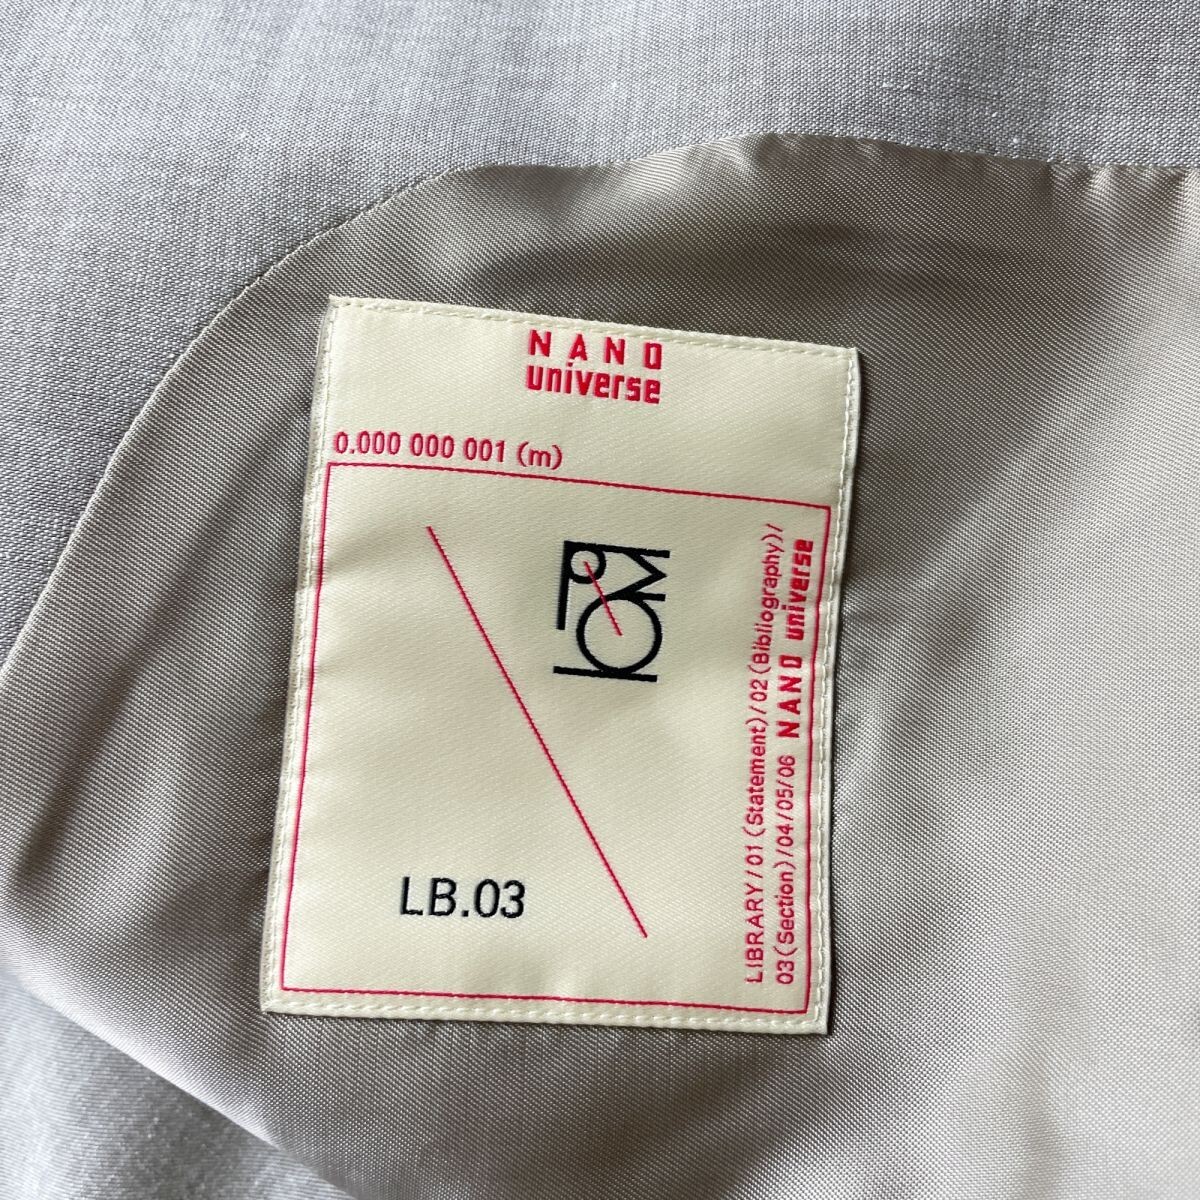 NANO
universe
0.000 000 001 (m)
LIBRARY/01(Statement)/02(Bibliography)/
03(Section)/04/05/06 NANO universe
LB.03